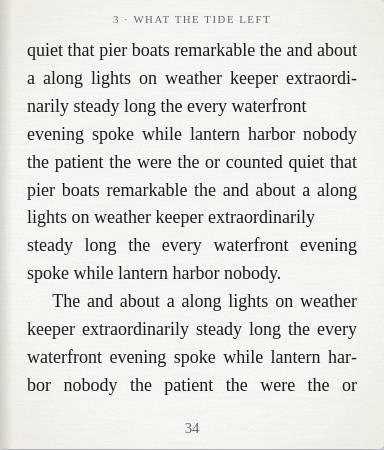 3 · WHAT THE TIDE LEFT
quiet that pier boats remarkable the and about
a along lights on weather keeper extraordi-
narily steady long the every waterfront
evening spoke while lantern harbor nobody
the patient the were the or counted quiet that
pier boats remarkable the and about a along
lights on weather keeper extraordinarily
steady long the every waterfront evening
spoke while lantern harbor nobody.
The and about a along lights on weather
keeper extraordinarily steady long the every
waterfront evening spoke while lantern har-
bor nobody the patient the were the or
34